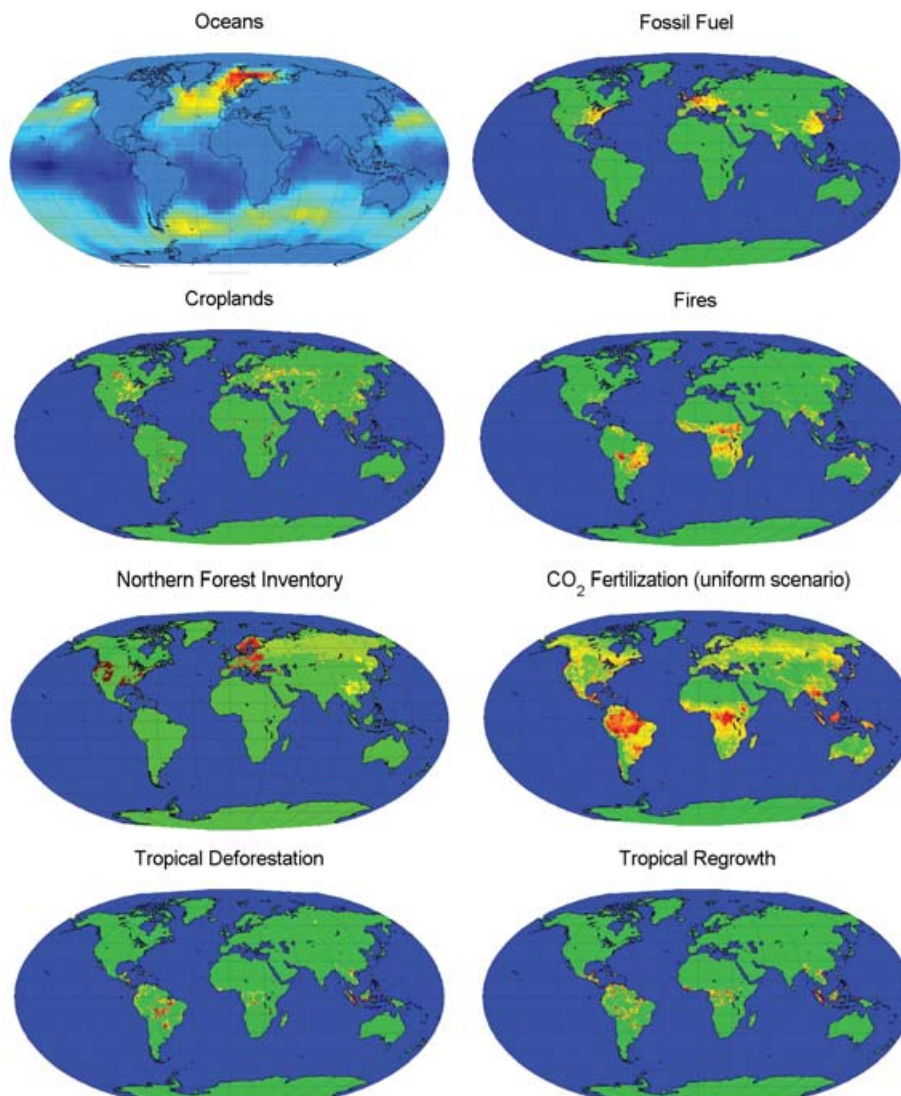 Oceans
Fossil Fuel
Croplands
Fires
Northern Forest Inventory
CO₂ Fertilization (uniform scenario)
Tropical Deforestation
Tropical Regrowth